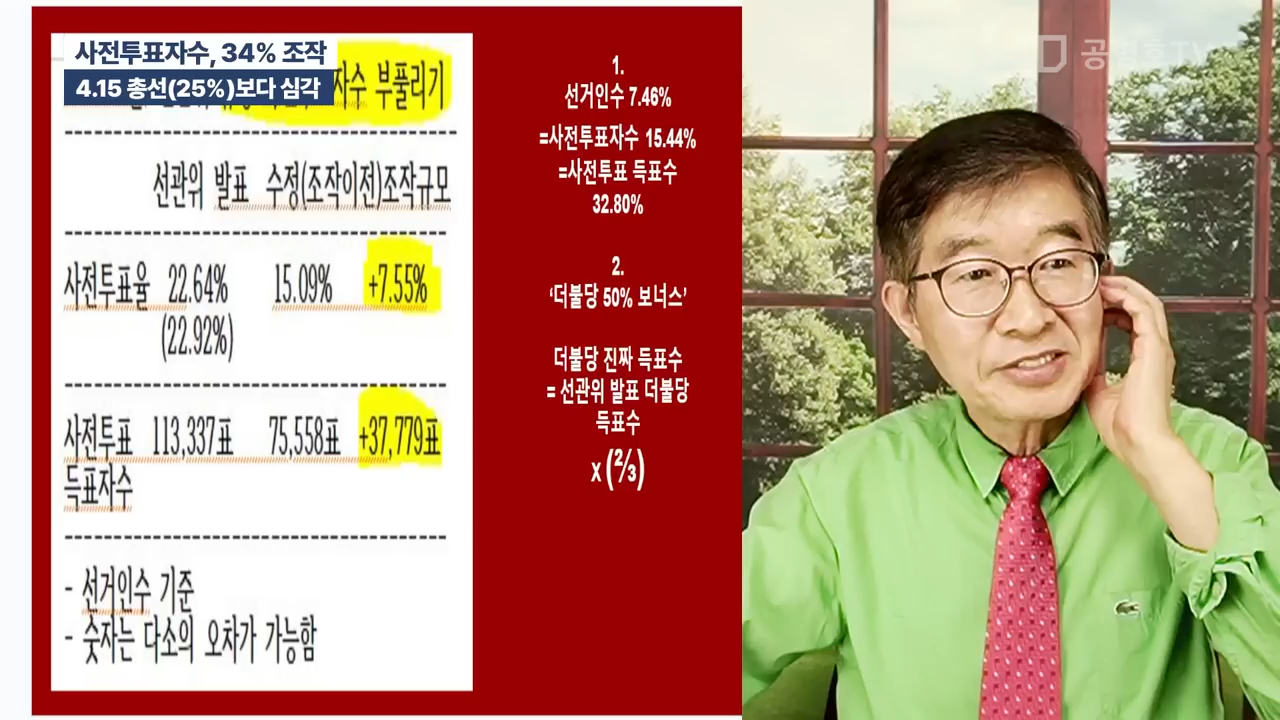 사전투표자수, 34% 조작
4.15 총선(25%)보다 심각
자수 부풀리기
선관위 발표 수정(조작이전)조작규모
사전투표율 22.64% 15.09% +7.55%
(22.92%)
사전투표 113,337표 75,558표 +37,779표
득표자수
- 선거인수 기준
- 숫자는 다소의 오차가 가능함
1.
선거인수 7.46%
=사전투표자수 15.44%
=사전투표 득표수
32.80%
2.
‘더불당 50% 보너스’
더불당 진짜 득표수
= 선관위 발표 더불당
득표수
x (⅔)
공병호TV